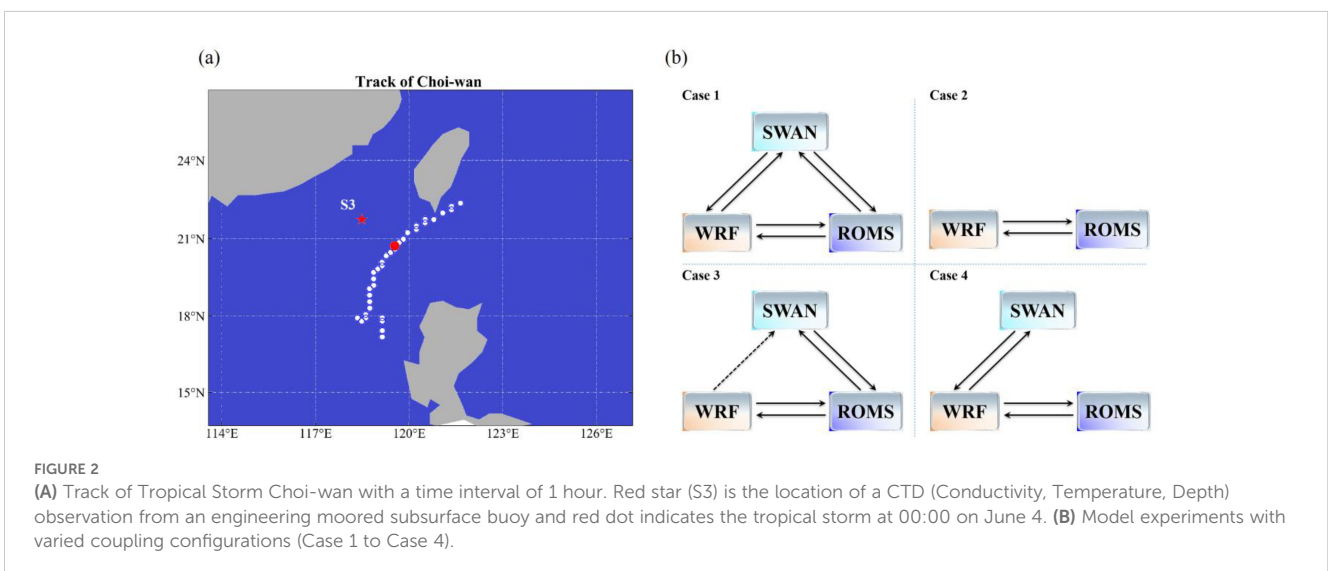 (a)
Track of Choi-wan
24°N
21°N
18°N
15°N
114°E 117°E 120°E 123°E 126°E
S3
(b)
Case 1
SWAN
WRF
ROMS
Case 2
WRF
ROMS
Case 3
SWAN
WRF
ROMS
Case 4
SWAN
WRF
ROMS
FIGURE 2
(A) Track of Tropical Storm Choi-wan with a time interval of 1 hour. Red star (S3) is the location of a CTD (Conductivity, Temperature, Depth)
observation from an engineering moored subsurface buoy and red dot indicates the tropical storm at 00:00 on June 4. (B) Model experiments with
varied coupling configurations (Case 1 to Case 4).